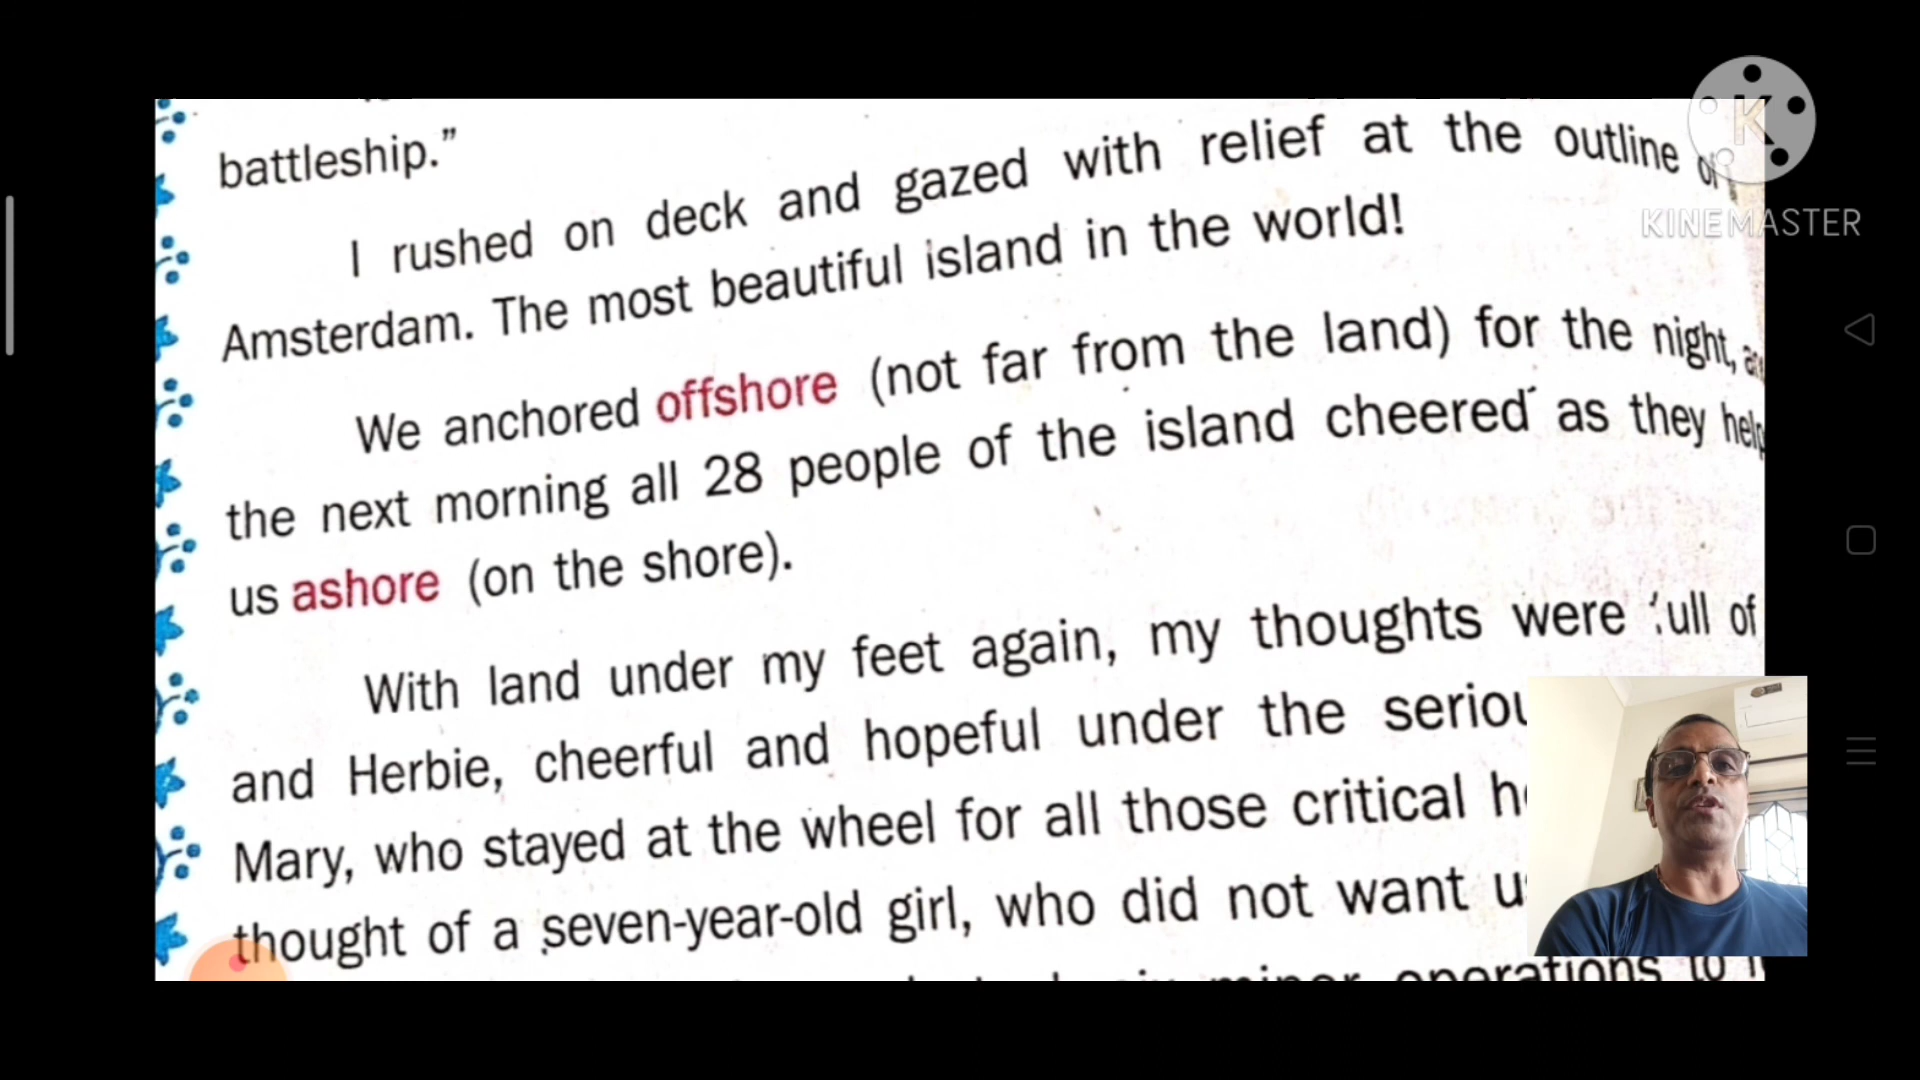 battleship.”
I rushed on deck and gazed with relief at the outline of
Amsterdam. The most beautiful island in the world!
We anchored offshore (not far from the land) for the night,
the next morning all 28 people of the island cheered as they
us ashore (on the shore).
With land under my feet again, my thoughts were full of
and Herbie, cheerful and hopeful under the
Mary, who stayed at the wheel for all those critical
thought of a seven-year-old girl, who did not want
minor operations to
K
KINEMASTER